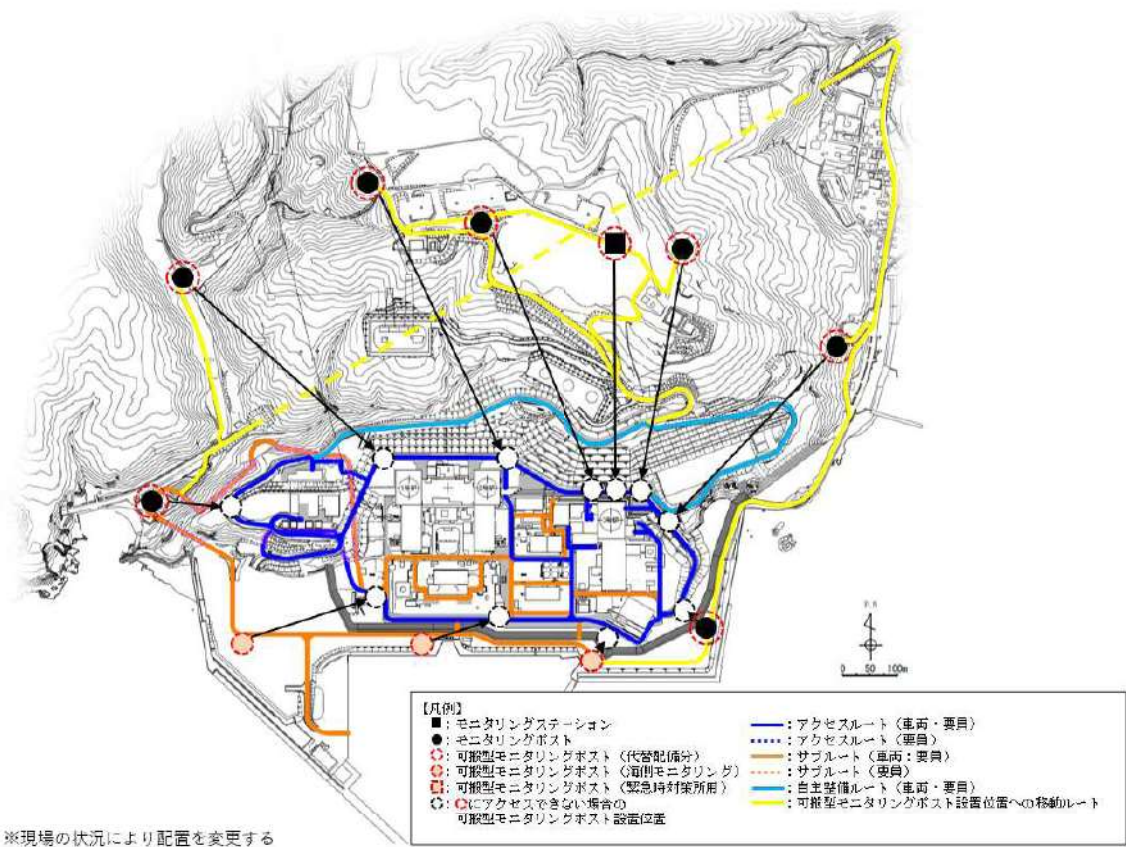 0 50 100m
【凡例】
■：モニタリングステーション
●：モニタリングポスト
：可搬型モニタリングポスト（代替配備分）
：可搬型モニタリングポスト（海側モニタリング）
：可搬型モニタリングポスト（緊急時対策所用）
：にアクセスできない場合の
可搬型モニタリングポスト設置位置
：アクセスルート（車両・要員）
：アクセスルート（要員）
：サブルート（車両・要員）
：サブルート（要員）
：自主整備ルート（車両・要員）
：可搬型モニタリングポスト設置位置への移動ルート
※現場の状況により配置を変更する